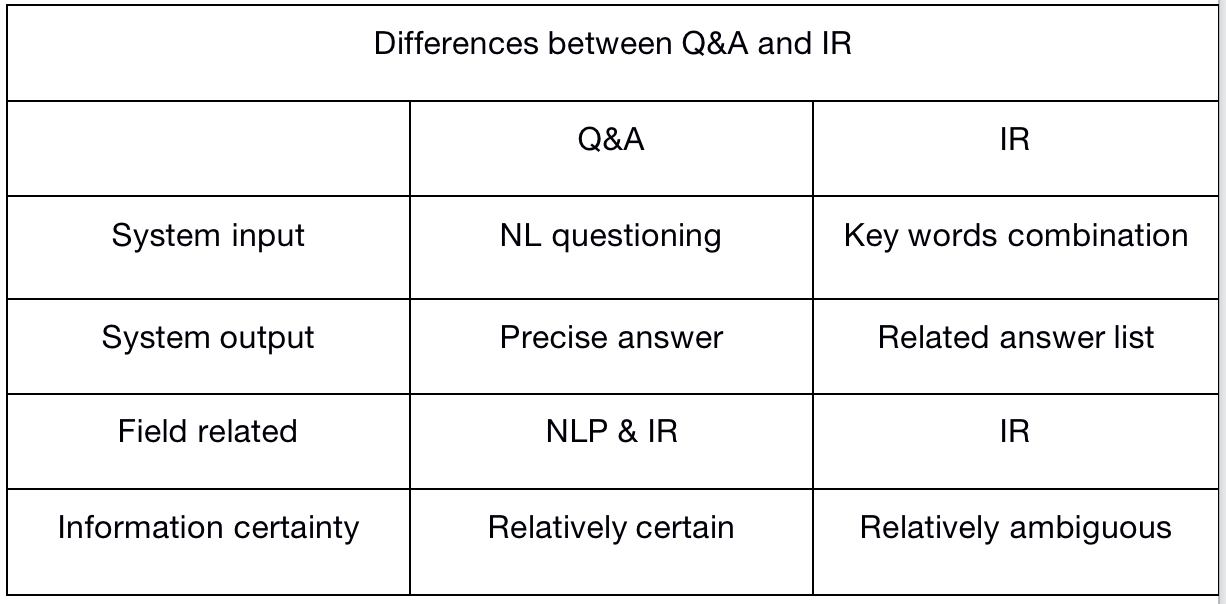 Differences between Q&A and IR
Q&A IR
System input NL questioning Key words combination
System output Precise answer Related answer list
Field related NLP & IR IR
Information certainty Relatively certain Relatively ambiguous